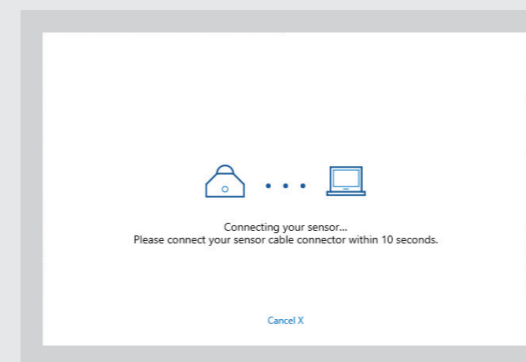 Connecting your sensor...
Please connect your sensor cable connector within 10 seconds.
Cancel X